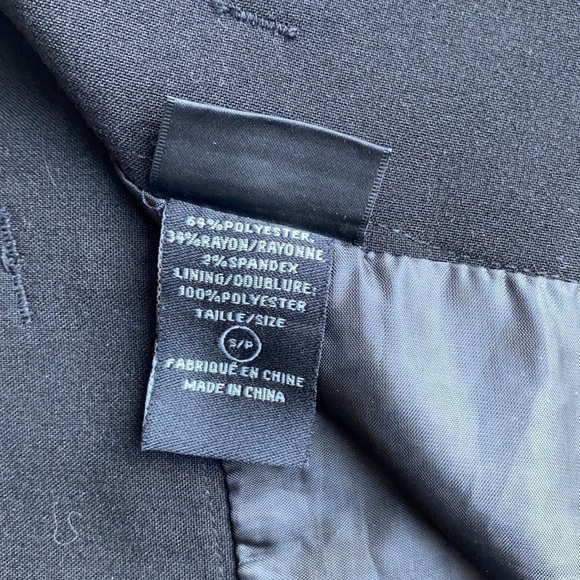 64%POLYESTER,
34%RAYON/RAYONNE
2%SPANDEX
LINING/DOUBLURE:
100%POLYESTER
TAILLE/SIZE
S/P
FABRIQUÉ EN CHINE
MADE IN CHINA